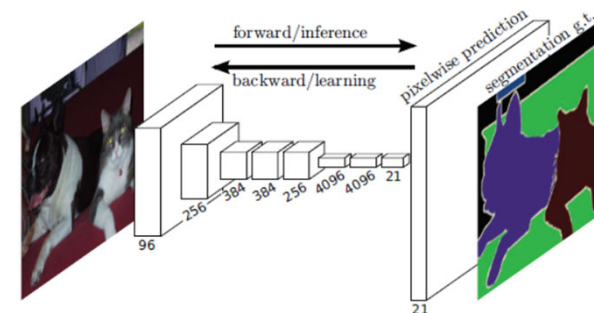 forward/inference
backward/learning
pixelwise prediction
segmentation g.t.
96
256
384
384
256
4096
4096
21
21